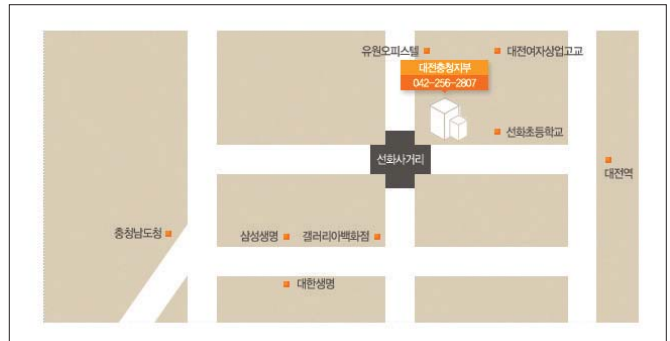 유원오피스텔
대전여자상업고교
대전충청지부
042-256-2807
선화초등학교
선화사거리
대전역
충청남도청
삼성생명
갤러리아백화점
대한생명